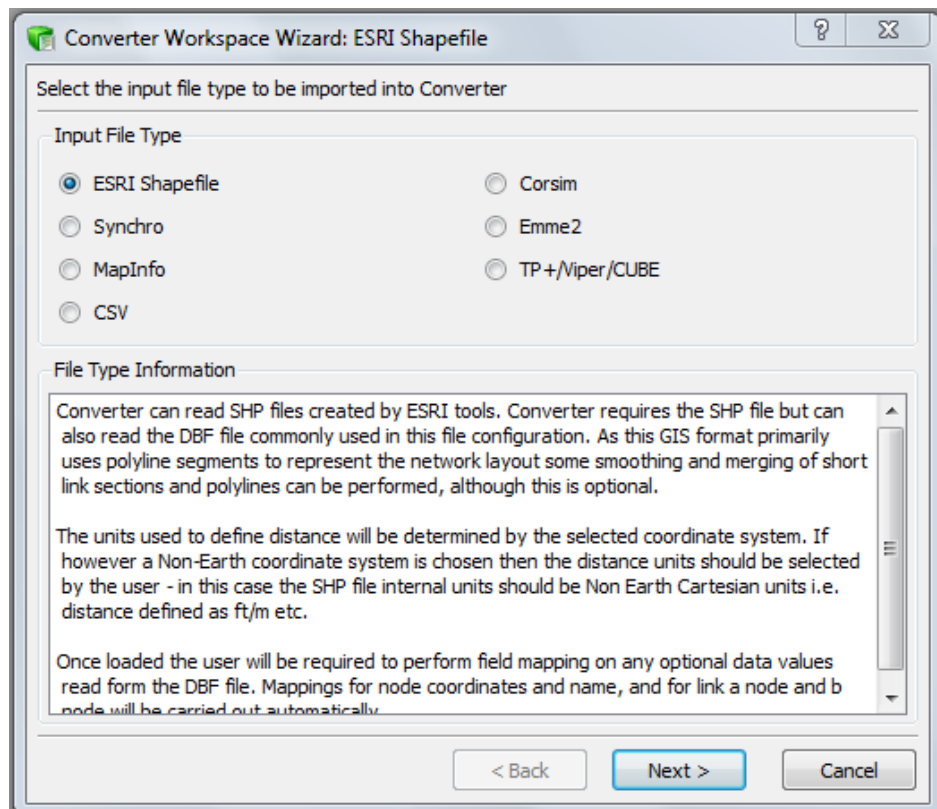 Converter Workspace Wizard: ESRI Shapefile
Select the input file type to be imported into Converter
Input File Type
ESRI Shapefile
Corsim
Synchro
Emme2
MapInfo
TP+/Viper/CUBE
CSV
File Type Information
Converter can read SHP files created by ESRI tools. Converter requires the SHP file but can
also read the DBF file commonly used in this file configuration. As this GIS format primarily
uses polyline segments to represent the network layout some smoothing and merging of short
link sections and polylines can be performed, although this is optional.
The units used to define distance will be determined by the selected coordinate system. If
however a Non-Earth coordinate system is chosen then the distance units should be selected
by the user - in this case the SHP file internal units should be Non Earth Cartesian units i.e.
distance defined as ft/m etc.
Once loaded the user will be required to perform field mapping on any optional data values
read form the DBF file. Mappings for node coordinates and name, and for link a node and b
node will be carried out automatically
< Back
Next >
Cancel